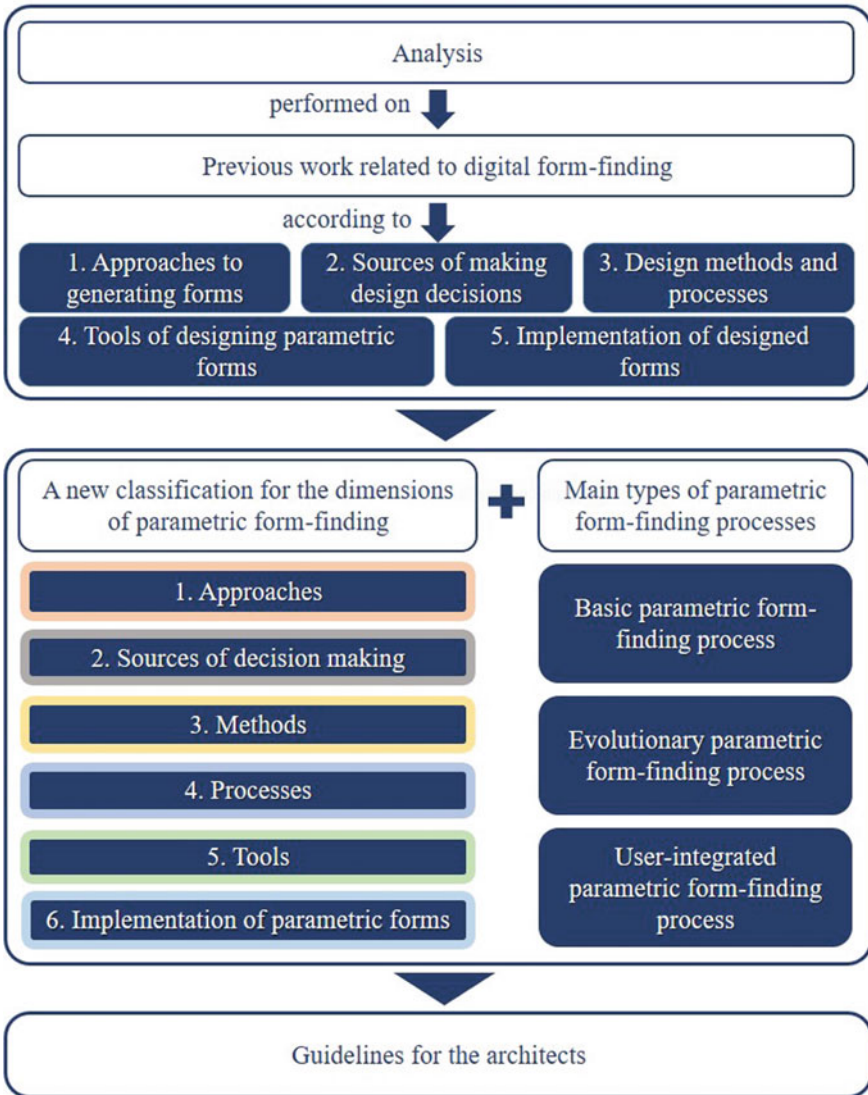 Analysis
performed on
Previous work related to digital form-finding
according to
1. Approaches to
generating forms
2. Sources of making
design decisions
3. Design methods and
processes
4. Tools of designing parametric
forms
5. Implementation of designed
forms
A new classification for the dimensions
of parametric form-finding
Main types of parametric
form-finding processes
1. Approaches
2. Sources of decision making
3. Methods
4. Processes
5. Tools
6. Implementation of parametric forms
Basic parametric form-
finding process
Evolutionary parametric
form-finding process
User-integrated
parametric form-finding
process
Guidelines for the architects